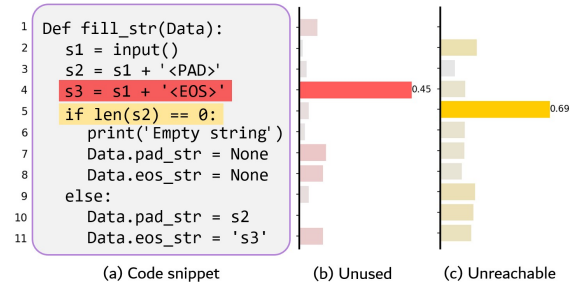 1 Def fill_str(Data):
2 s1 = input()
3 s2 = s1 + '<PAD>'
4 s3 = s1 + '<EOS>'
5 if len(s2) == 0:
6 print('Empty string')
7 Data.pad_str = None
8 Data.eos_str = None
9 else:
10 Data.pad_str = s2
11 Data.eos_str = 's3'
0.45
0.69
(a) Code snippet (b) Unused (c) Unreachable